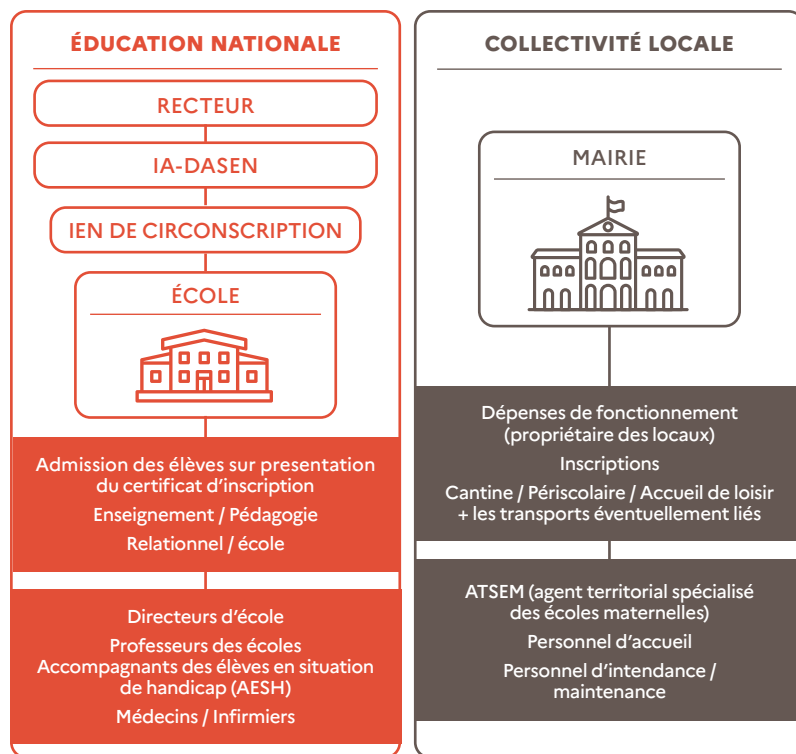 ÉDUCATION NATIONALE
RECTEUR
IA-DASEN
IEN DE CIRCONSCRIPTION
ÉCOLE
Admission des élèves sur presentation
du certificat d'inscription
Enseignement / Pédagogie
Relationnel / école
Directeurs d'école
Professeurs des écoles
Accompagnants des élèves en situation
de handicap (AESH)
Médecins / Infirmiers
COLLECTIVITÉ LOCALE
MAIRIE
Dépenses de fonctionnement
(propriétaire des locaux)
Inscriptions
Cantine / Périscolaire / Accueil de loisir
+ les transports éventuellement liés
ATSEM (agent territorial spécialisé
des écoles maternelles)
Personnel d'accueil
Personnel d'intendance /
maintenance